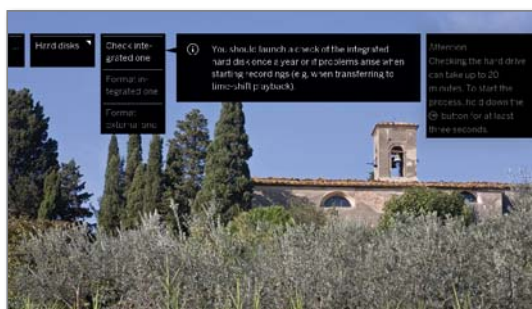 ...
Hard disks
Check inte-
grated one
Format in-
tegrated one
Format
external one
You should launch a check of the integrated
hard disk once a year or if problems arise when
starting recordings (e.g. when transferring to
time-shift playback).
Attention
Checking the hard drive
can take up to 20
minutes. To start the
process, hold down the
button for at least
three seconds.